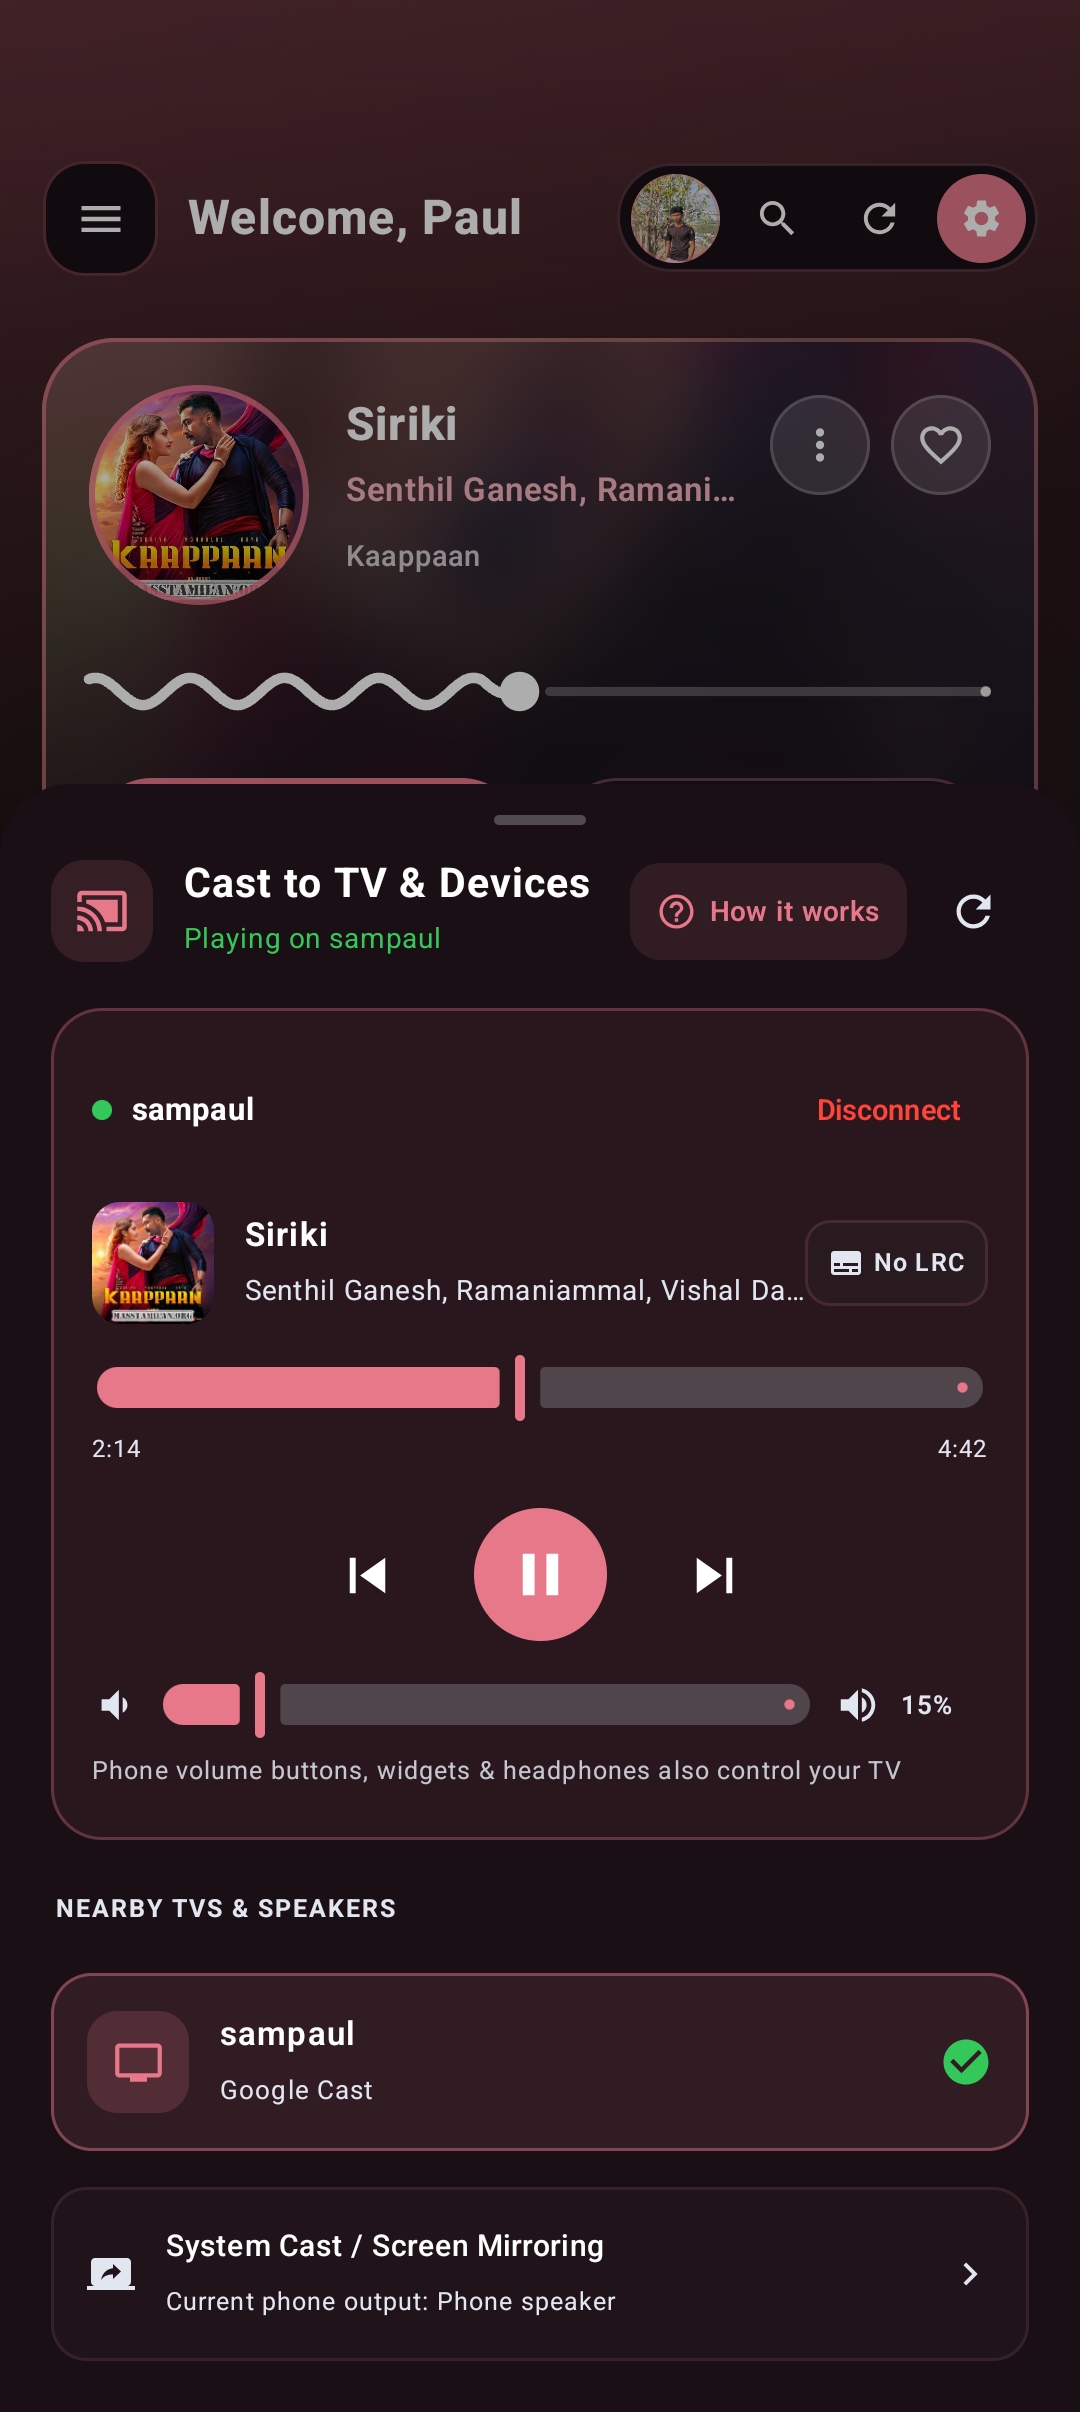 Welcome, Paul
Siriki
Senthil Ganesh, Ramani...
Kaappaan
KAAPPAAN
Cast to TV & Devices
Playing on sampaul
How it works
sampaul
Disconnect
Siriki
Senthil Ganesh, Ramaniammal, Vishal Da...
No LRC
KAAPPAAN
MASSTAMILAN.ORG
2:14
4:42
15%
Phone volume buttons, widgets & headphones also control your TV
NEARBY TVS & SPEAKERS
sampaul
Google Cast
System Cast / Screen Mirroring
Current phone output: Phone speaker